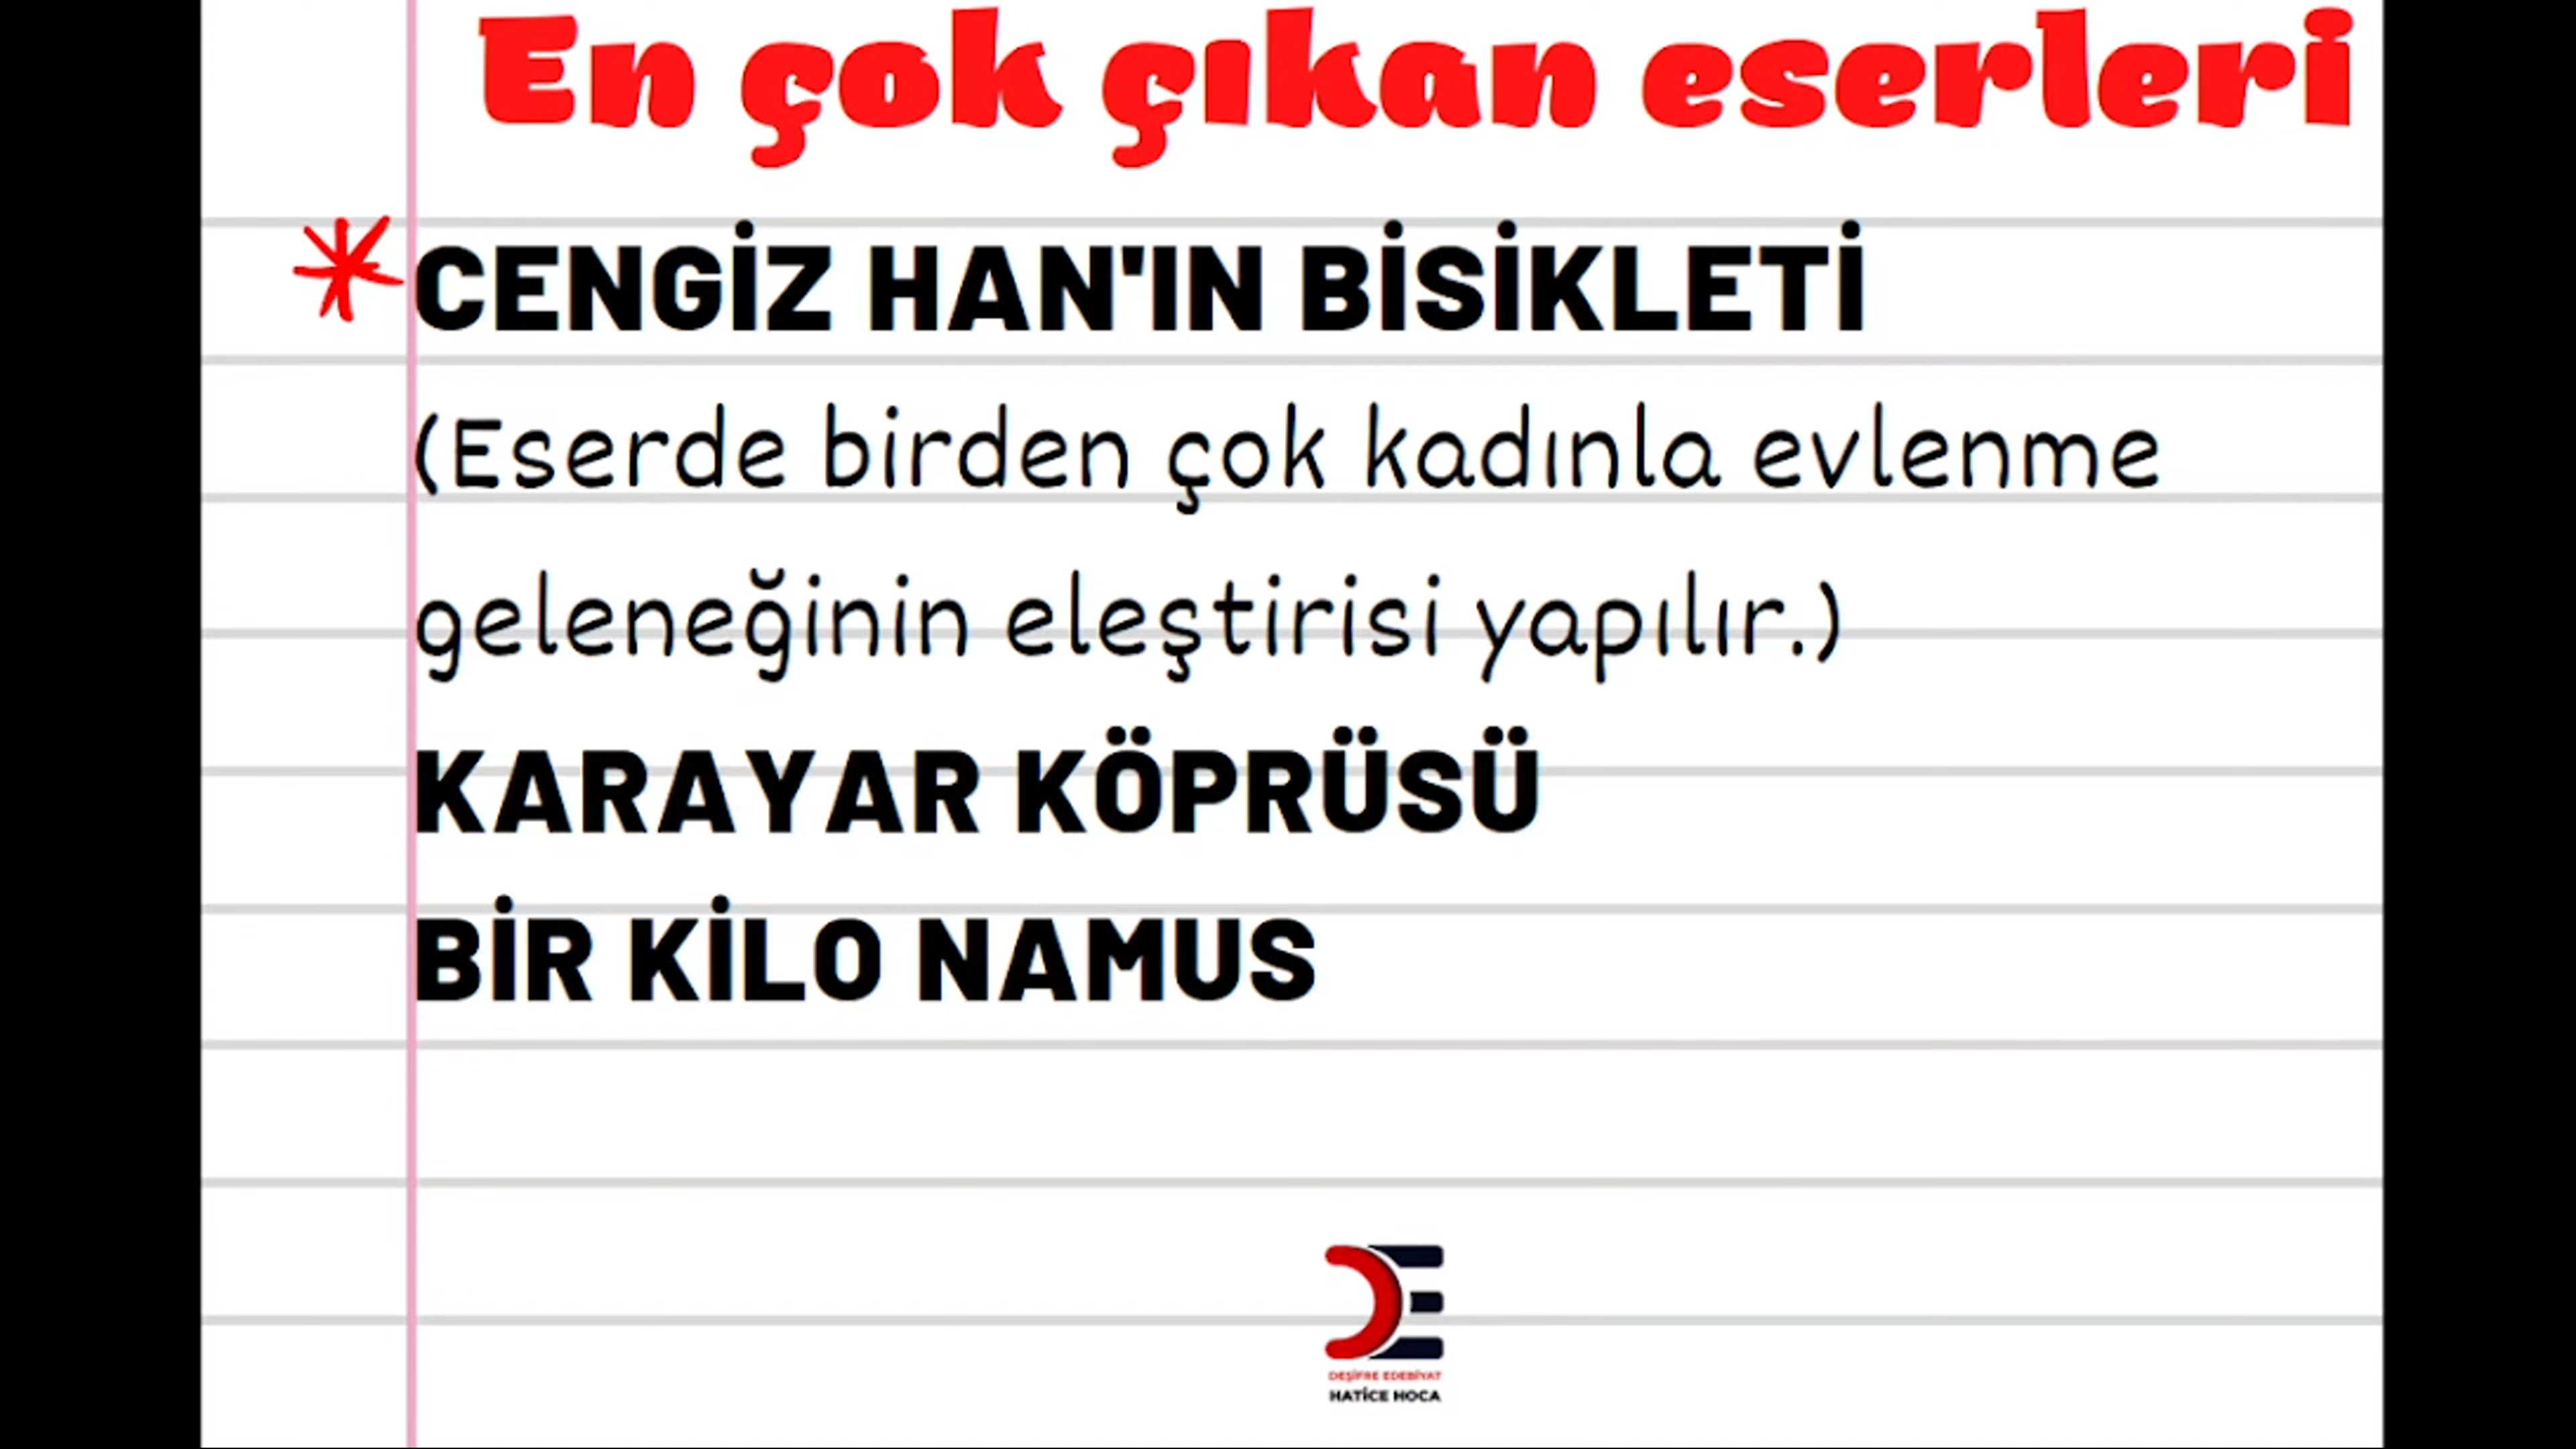 En çok çıkan eserleri
CENGİZ HAN'IN BİSİKLETİ
(Eserde birden çok kadınla evlenme
geleneğinin eleştirisi yapılır.)
KARAYAR KÖPRÜSÜ
BİR KİLO NAMUS
DE
DEŞİFRE EDEBİYAT
HATİCE HOCA